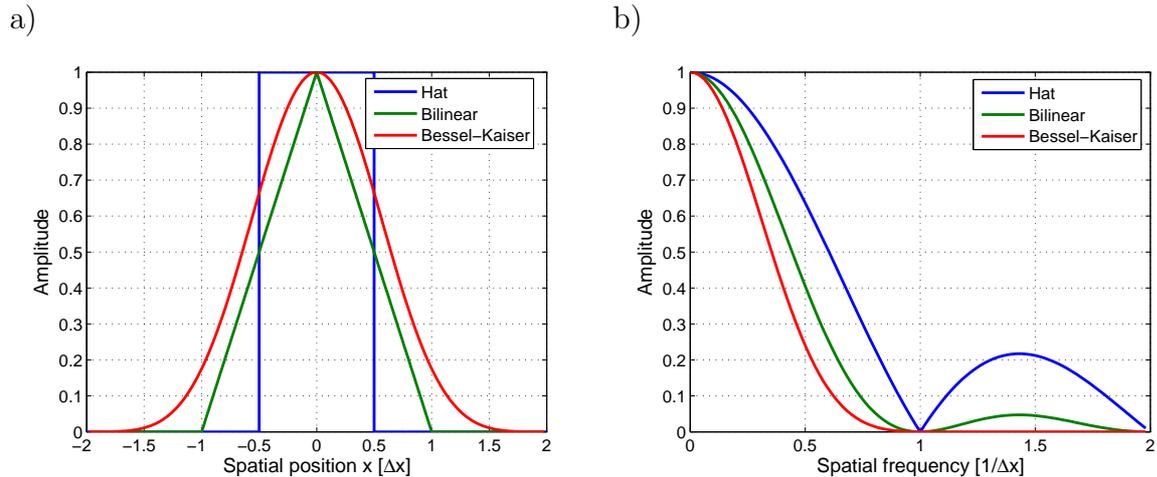 a)
1
0.9
0.8
0.7
0.6
0.5
0.4
0.3
0.2
0.1
0
Amplitude
Hat
Bilinear
Bessel−Kaiser
−2 −1.5 −1 −0.5 0 0.5 1 1.5 2
Spatial position x [Δx]
b)
1
0.9
0.8
0.7
0.6
0.5
0.4
0.3
0.2
0.1
0
Amplitude
Hat
Bilinear
Bessel−Kaiser
0 0.5 1 1.5 2
Spatial frequency [1/Δx]